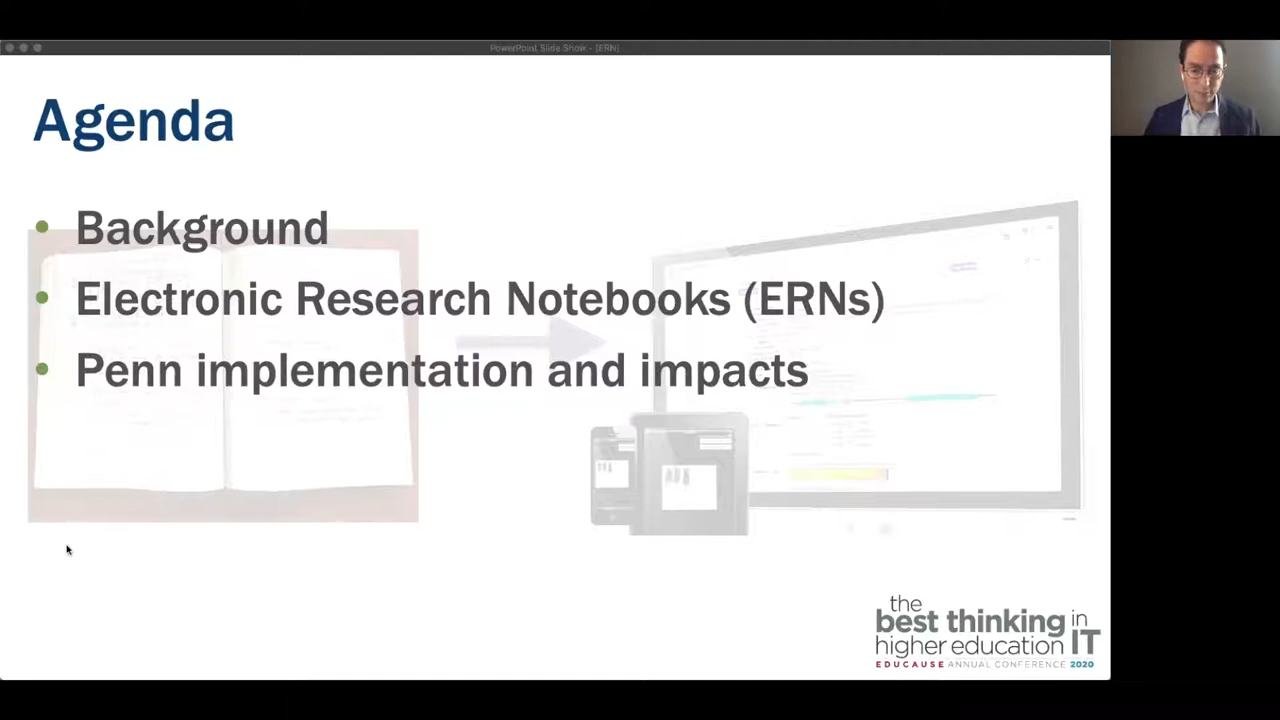 PowerPoint Slide Show - [ERN]
Agenda
• Background
• Electronic Research Notebooks (ERNs)
• Penn implementation and impacts
the
best thinking in
higher education IT
EDUCAUSE ANNUAL CONFERENCE 2020